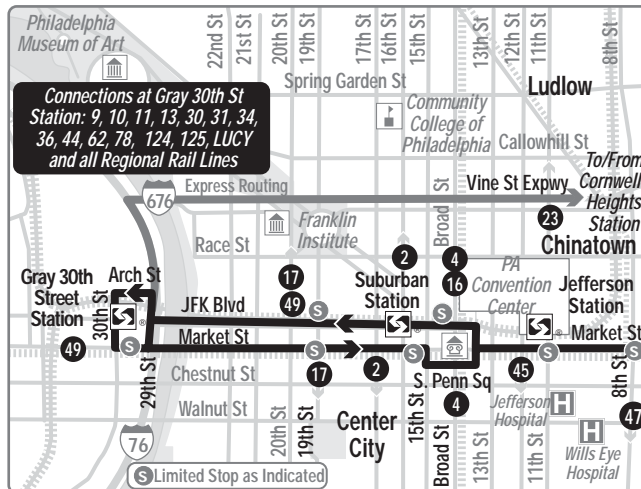 Philadelphia
Museum of Art
22nd St
21st St
20th St
19th St
17th St
16th St
15th St
13th St
12th St
11th St
8th St
Spring Garden St
Ludlow
Connections at Gray 30th St
Station: 9, 10, 11, 13, 30, 31, 34,
36, 44, 62, 78, 124, 125, LUCY
and all Regional Rail Lines
Community
College of
Philadelphia
Callowhill St
Broad St
To/From
Cornwell
Heights
Station
676
Express Routing
Vine St Expwy
23
Chinatown
Franklin
Institute
Race St
2
4
16
PA
Convention
Center
Gray 30th
Street
Station
Arch St
30th St
17
49
Suburban
Station
Jefferson
Station
JFK Blvd
S
S
®
®
®
Market St
Market St
49
S
S
S
S
S
29th St
Chestnut St
17
2
S. Penn Sq
45
8th St
Walnut St
4
Jefferson
Hospital
H
47
76
20th St
19th St
Center
City
15th St
Broad St
13th St
11th St
H
Wills Eye
Hospital
S Limited Stop as Indicated